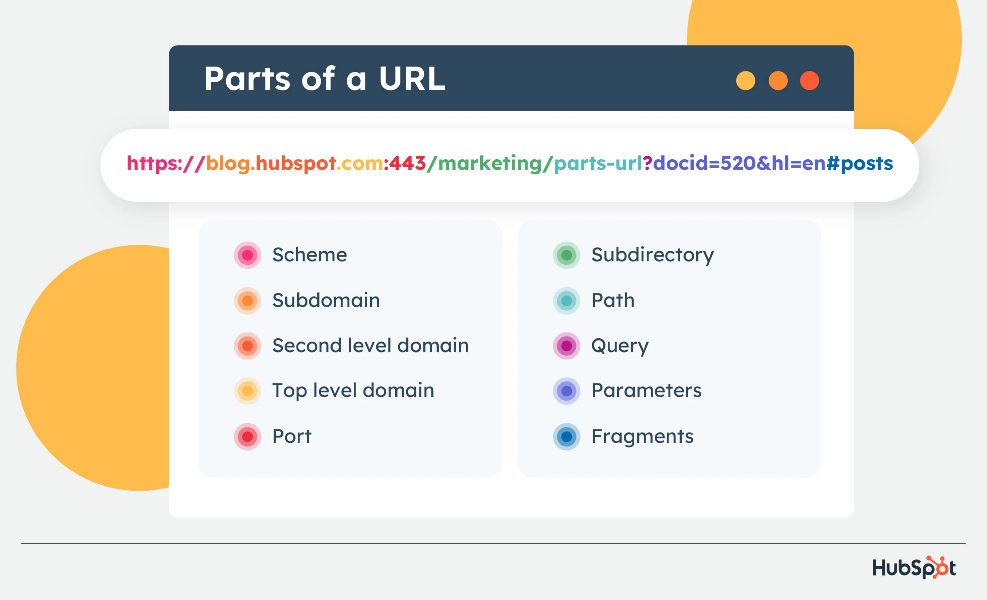 Parts of a URL
https://blog.hubspot.com:443/marketing/parts-url?docid=520&hl=en#posts
Scheme
Subdomain
Second level domain
Top level domain
Port
Subdirectory
Path
Query
Parameters
Fragments
HubSpot